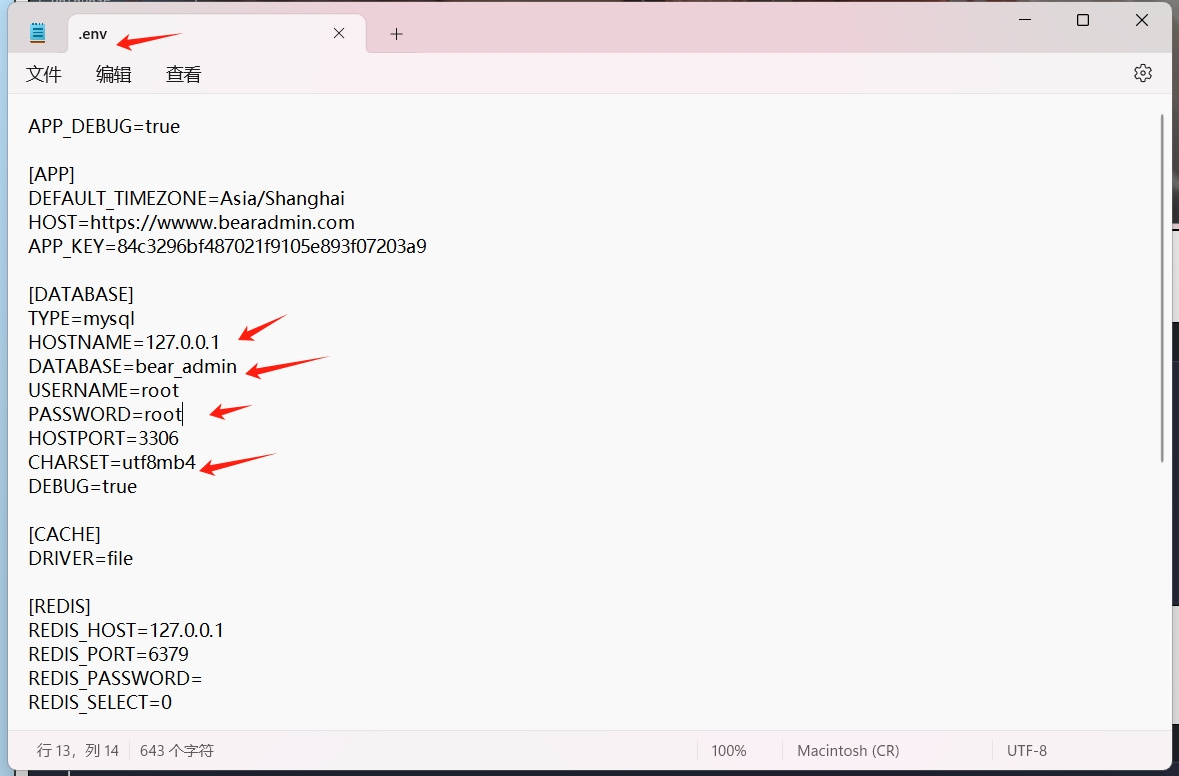 .env
文件 编辑 查看
APP_DEBUG=true
[APP]
DEFAULT_TIMEZONE=Asia/Shanghai
HOST=https://wwww.bearadmin.com
APP_KEY=84c3296bf487021f9105e893f07203a9
[DATABASE]
TYPE=mysql
HOSTNAME=127.0.0.1
DATABASE=bear_admin
USERNAME=root
PASSWORD=root
HOSTPORT=3306
CHARSET=utf8mb4
DEBUG=true
[CACHE]
DRIVER=file
[REDIS]
REDIS_HOST=127.0.0.1
REDIS_PORT=6379
REDIS_PASSWORD=
REDIS_SELECT=0
行 13，列 14 643 个字符 100% Macintosh (CR) UTF-8